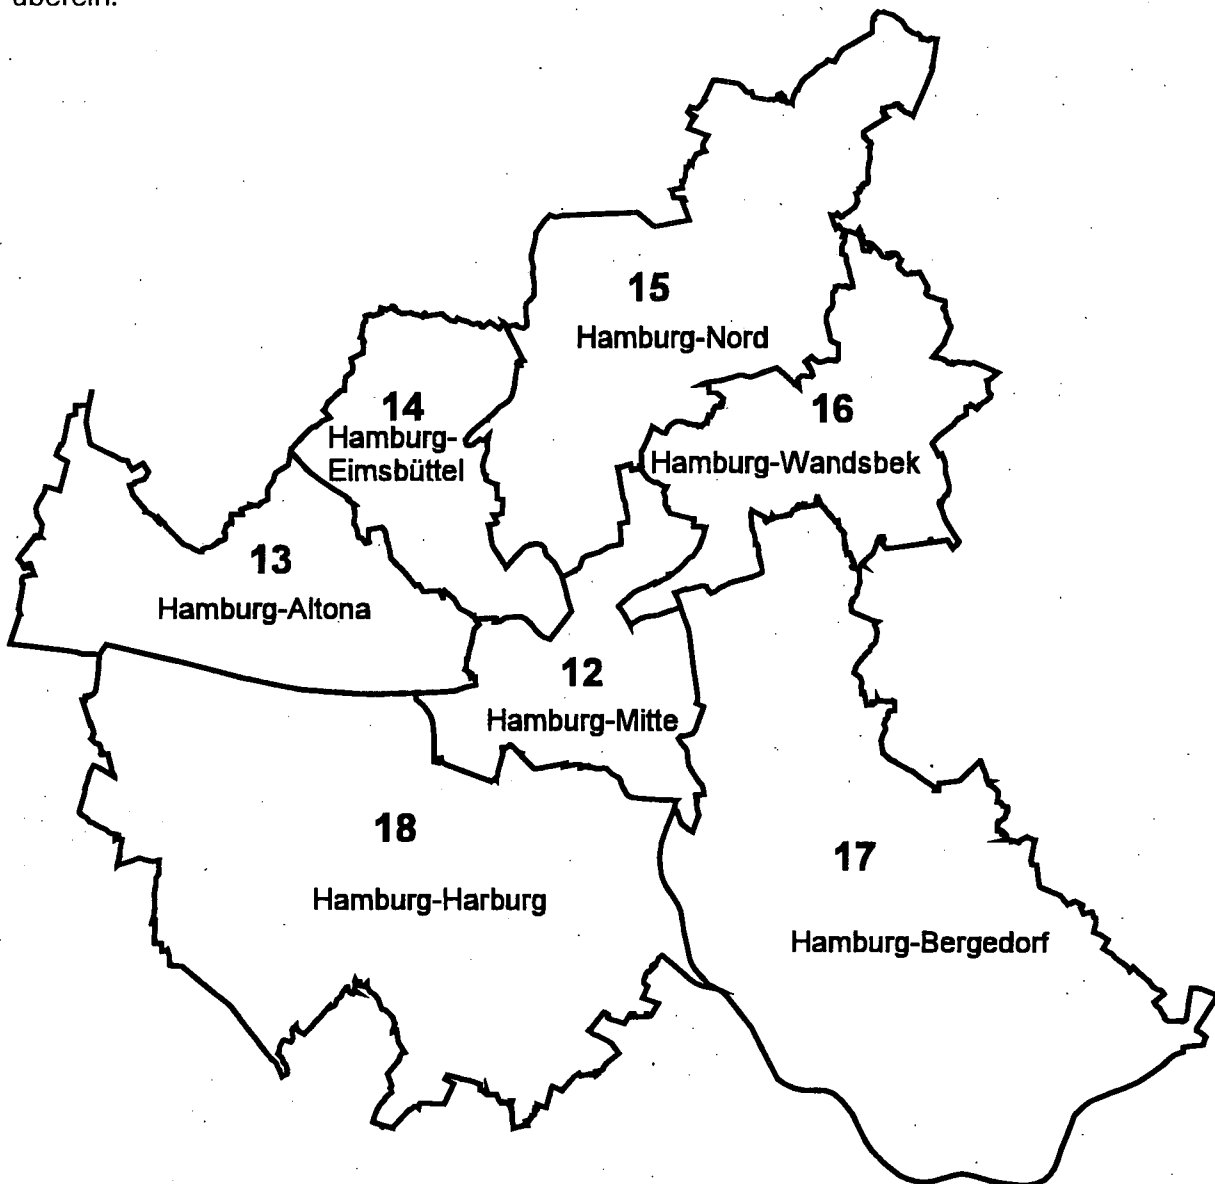 überein.
15
Hamburg-Nord
14
Hamburg-
Eimsbüttel
16
Hamburg-Wandsbek
13
Hamburg-Altona
12
Hamburg-Mitte
18
Hamburg-Harburg
17
Hamburg-Bergedorf